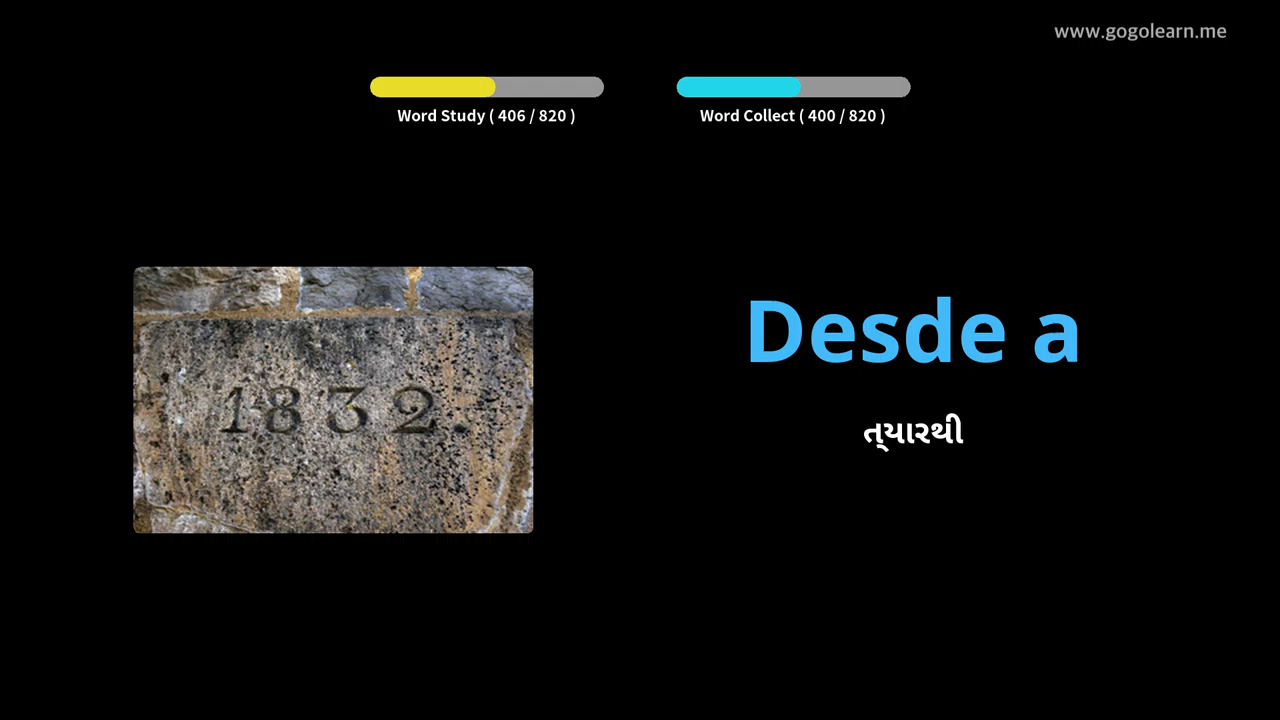 www.gogolearn.me
Word Study ( 406 / 820 )
Word Collect ( 400 / 820 )
1832.
Desde a
ત્યારથી